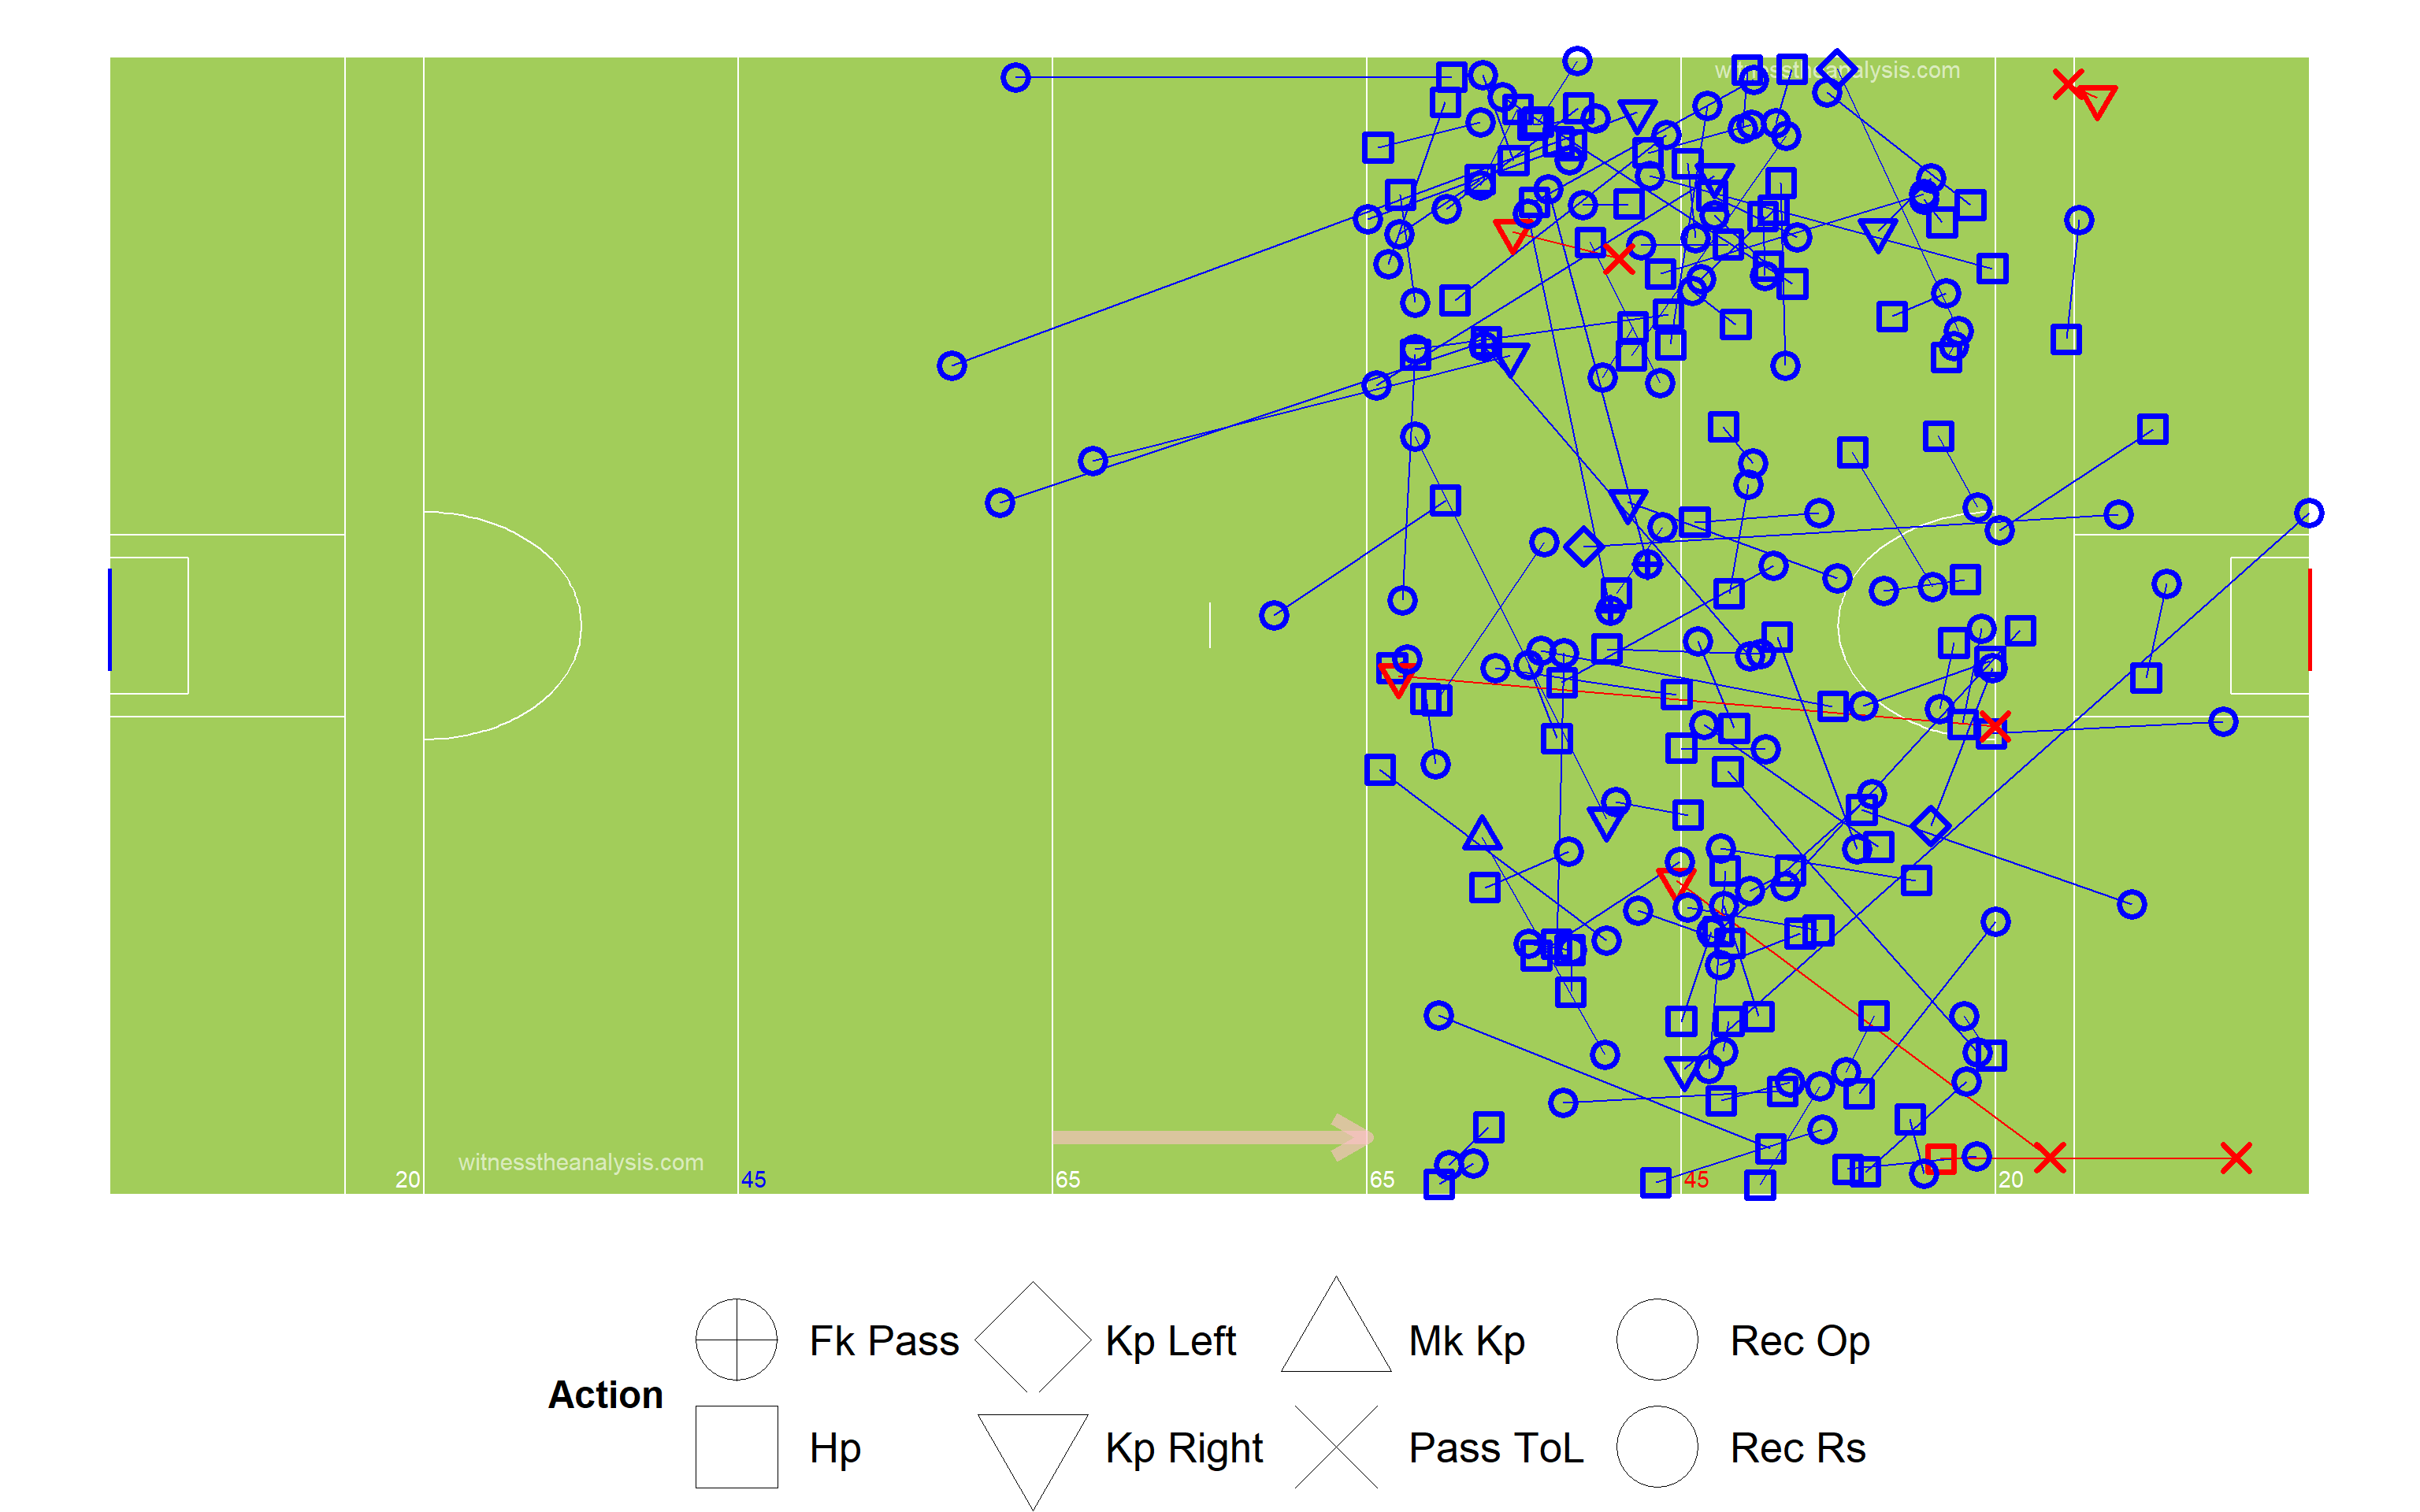 witnesstheanalysis.com
witnesstheanalysis.com
20 45 65 65 45 20
Action
Fk Pass Kp Left Mk Kp Rec Op
Hp Kp Right Pass ToL Rec Rs